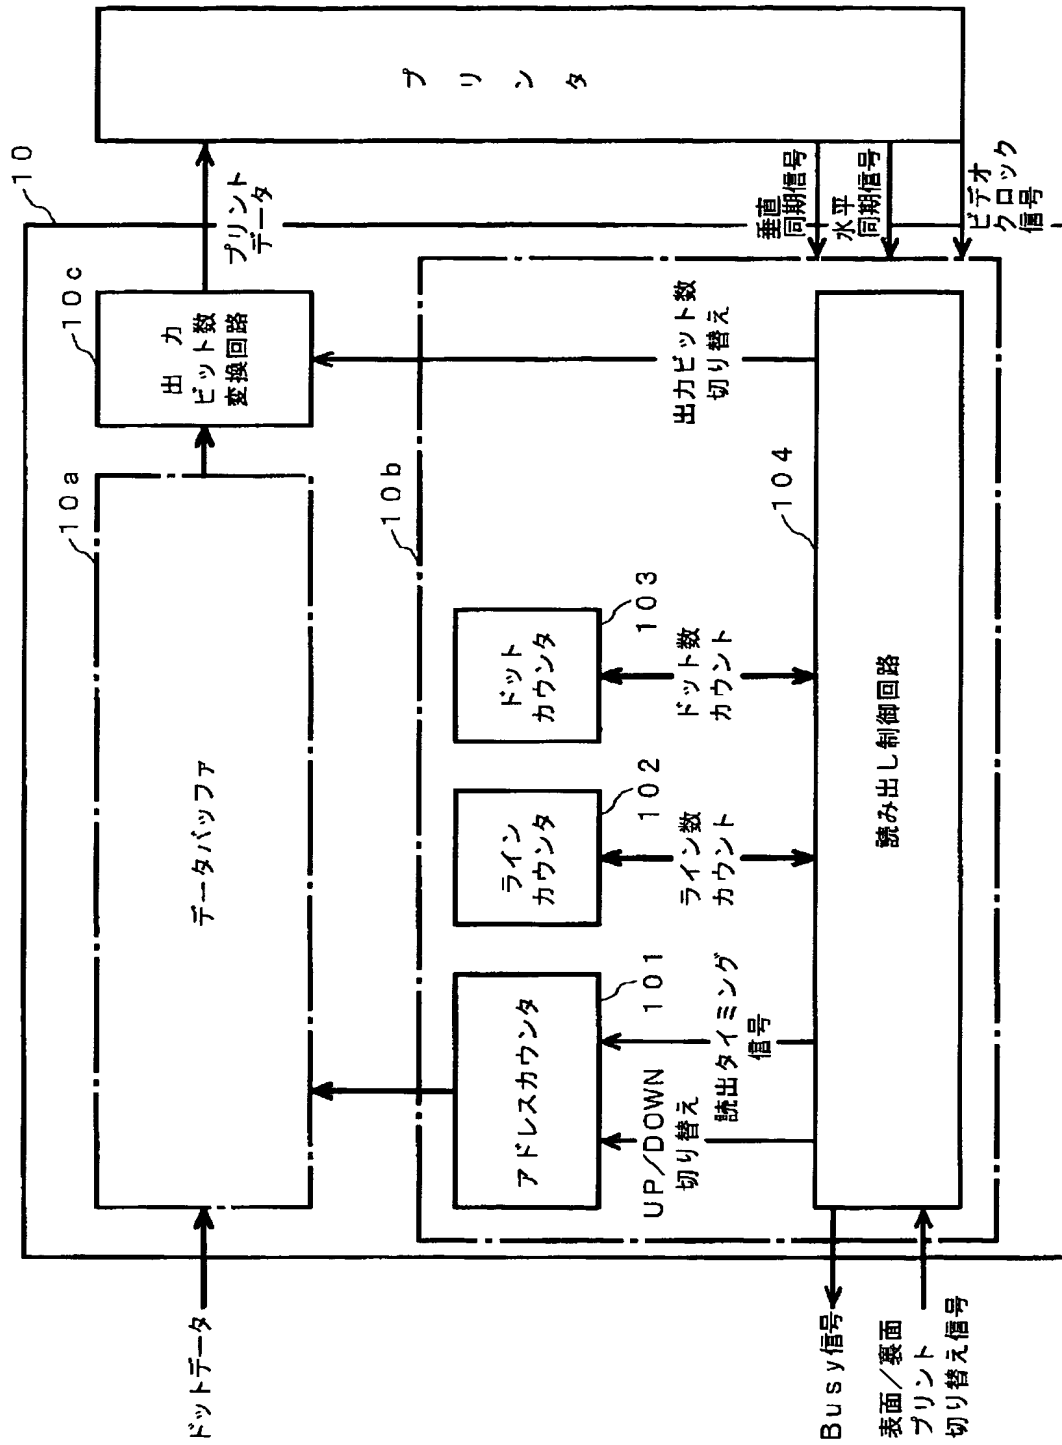 10
プリンタ
プリント
データ
10c
出力
ビット数
変換回路
10a
データバッファ
ドットデータ
垂直
同期信号
水平
同期信号
ビデオ
クロック
信号
10b
出力ビット数
切り替え
104
ドット
カウンタ
103
ドット数
カウント
ライン
カウンタ
102
ライン数
カウント
アドレスカウンタ
101
読出タイミング
信号
UP/DOWN
切り替え
読み出し制御回路
Busy信号
表面/裏面
プリント
切り替え信号